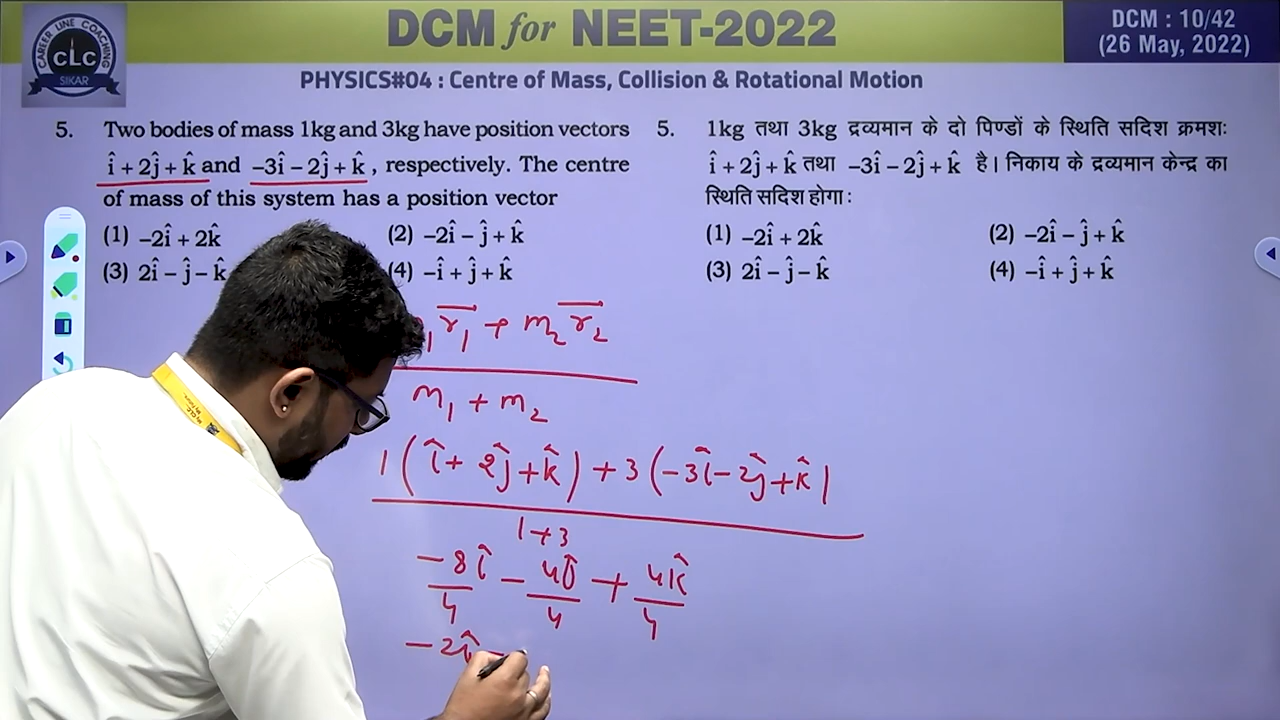 DCM for NEET-2022
DCM : 10/42
(26 May, 2022)
CAREER LINE COACHING
CLC
SIKAR
PHYSICS#04 : Centre of Mass, Collision & Rotational Motion
5. Two bodies of mass 1kg and 3kg have position vectors
î + 2ĵ + k̂ and -3î - 2ĵ + k̂, respectively. The centre
of mass of this system has a position vector
(1) -2î + 2k̂ (2) -2î - ĵ + k̂
(3) 2î - ĵ - k̂ (4) -î + ĵ + k̂
5. 1kg तथा 3kg द्रव्यमान के दो पिण्डों के स्थिति सदिश क्रमशः
î + 2ĵ + k̂ तथा -3î - 2ĵ + k̂ है। निकाय के द्रव्यमान केन्द्र का
स्थिति सदिश होगा :
(1) -2î + 2k̂ (2) -2î - ĵ + k̂
(3) 2î - ĵ - k̂ (4) -î + ĵ + k̂
₁r₁ + m₂r₂
m₁ + m₂
1(î + 2ĵ + k̂) + 3(-3î - 2ĵ + k̂)
1+3
-8î - 4ĵ + 4k̂
4 4 4
-2î -